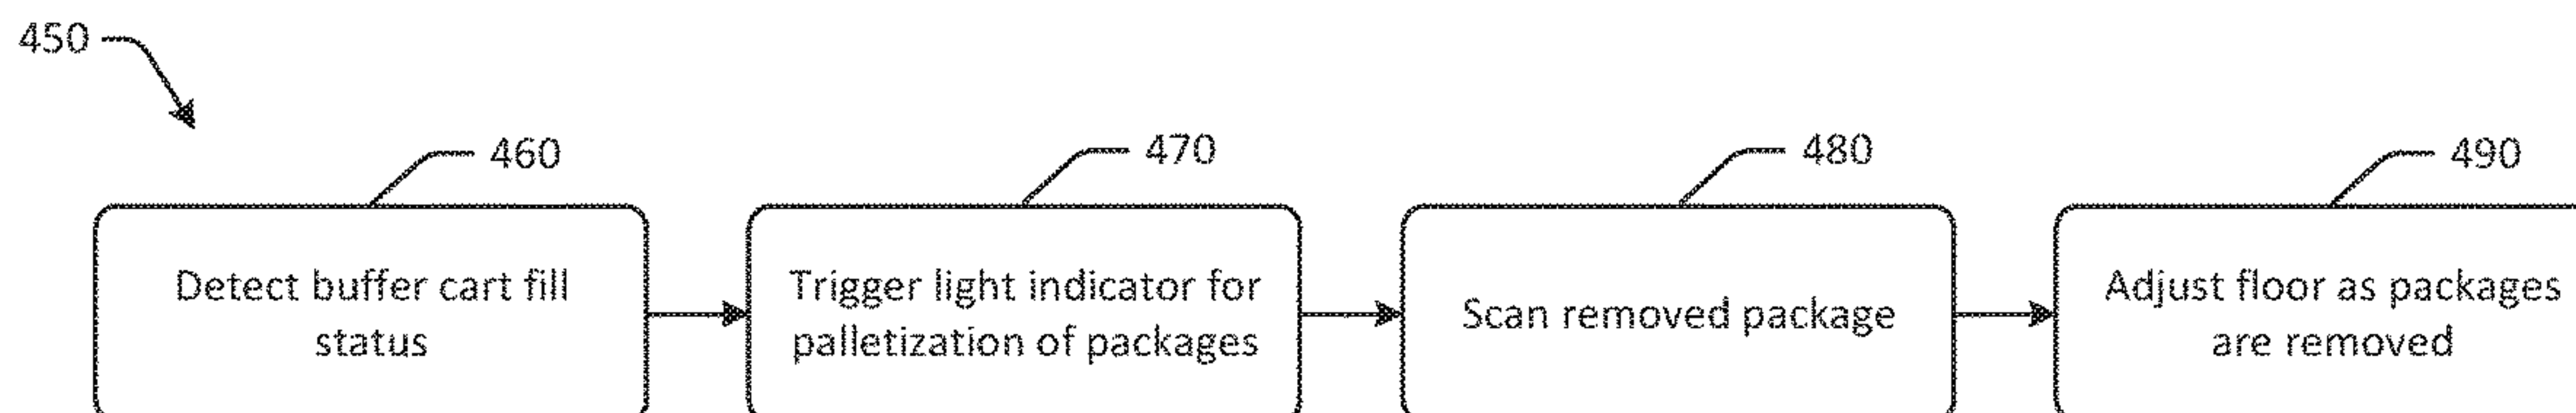 450
460
470
480
490
Detect buffer cart fill
status
Trigger light indicator for
palletization of packages
Scan removed package
Adjust floor as packages
are removed